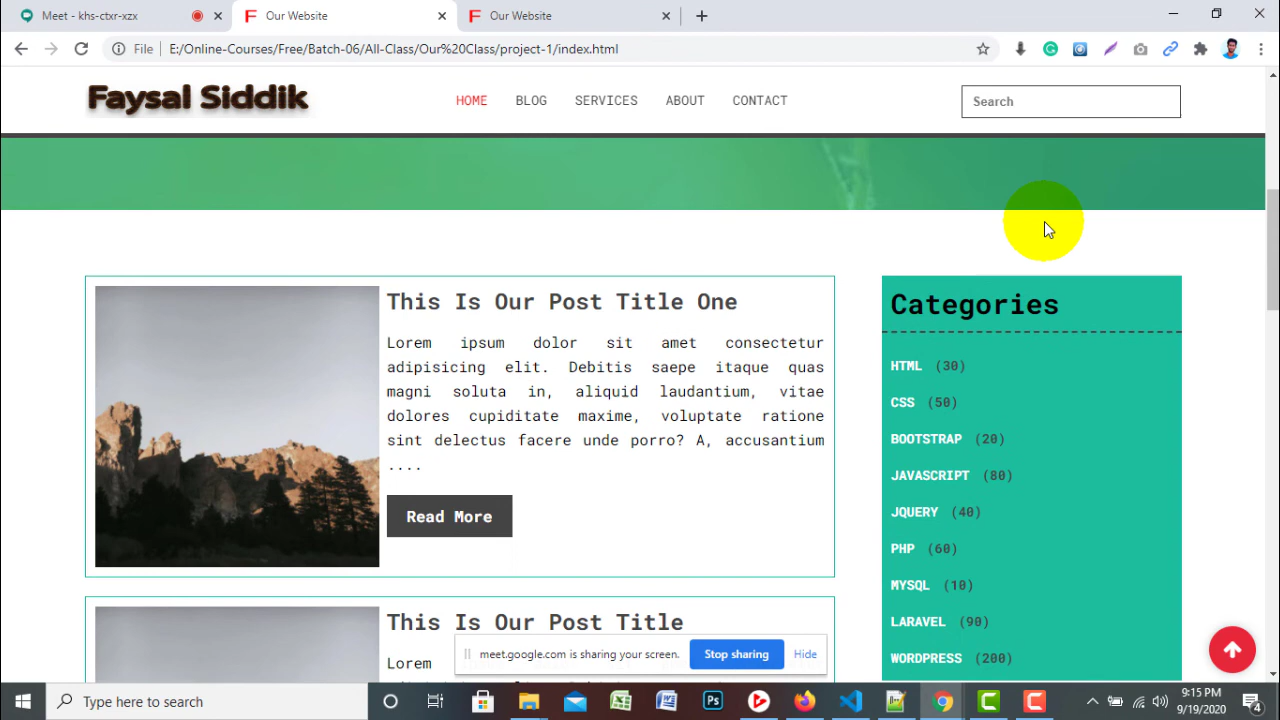 Meet - khs-ctxr-xzx
Our Website
Our Website
File
E:/Online-Courses/Free/Batch-06/All-Class/Our%20Class/project-1/index.html
Faysal Siddik
HOME
BLOG
SERVICES
ABOUT
CONTACT
Search
This Is Our Post Title One
Lorem ipsum dolor sit amet consectetur
adipisicing elit. Debitis saepe itaque quas
magni soluta in, aliquid laudantium, vitae
dolores cupiditate maxime, voluptate ratione
sint delectus facere unde porro? A, accusantium
....
Read More
Categories
HTML (30)
CSS (50)
BOOTSTRAP (20)
JAVASCRIPT (80)
JQUERY (40)
PHP (60)
MYSQL (10)
LARAVEL (90)
WORDPRESS (200)
This Is Our Post Title
Lorem
meet.google.com is sharing your screen.
Stop sharing
Hide
Type here to search
9:15 PM
9/19/2020
4